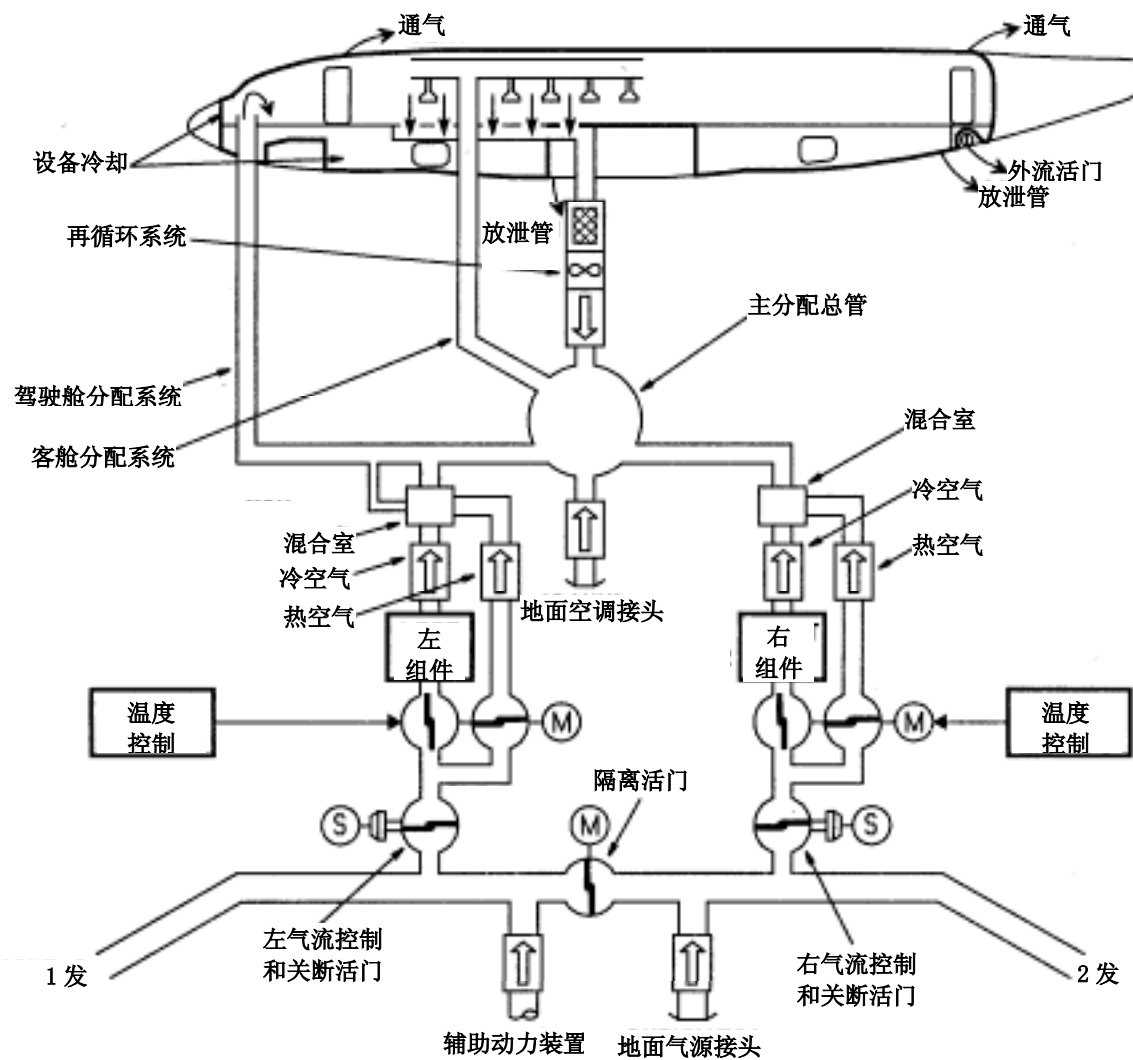 通气
通气
设备冷却
外流活门
放泄管
放泄管
再循环系统
主分配总管
驾驶舱分配系统
客舱分配系统
混合室
冷空气
热空气
混合室
冷空气
热空气
地面空调接头
左
组件
右
组件
温度
控制
M
M
温度
控制
隔离活门
S
M
S
左气流控制
和关断活门
右气流控制
和关断活门
1发
2发
辅助动力装置
地面气源接头